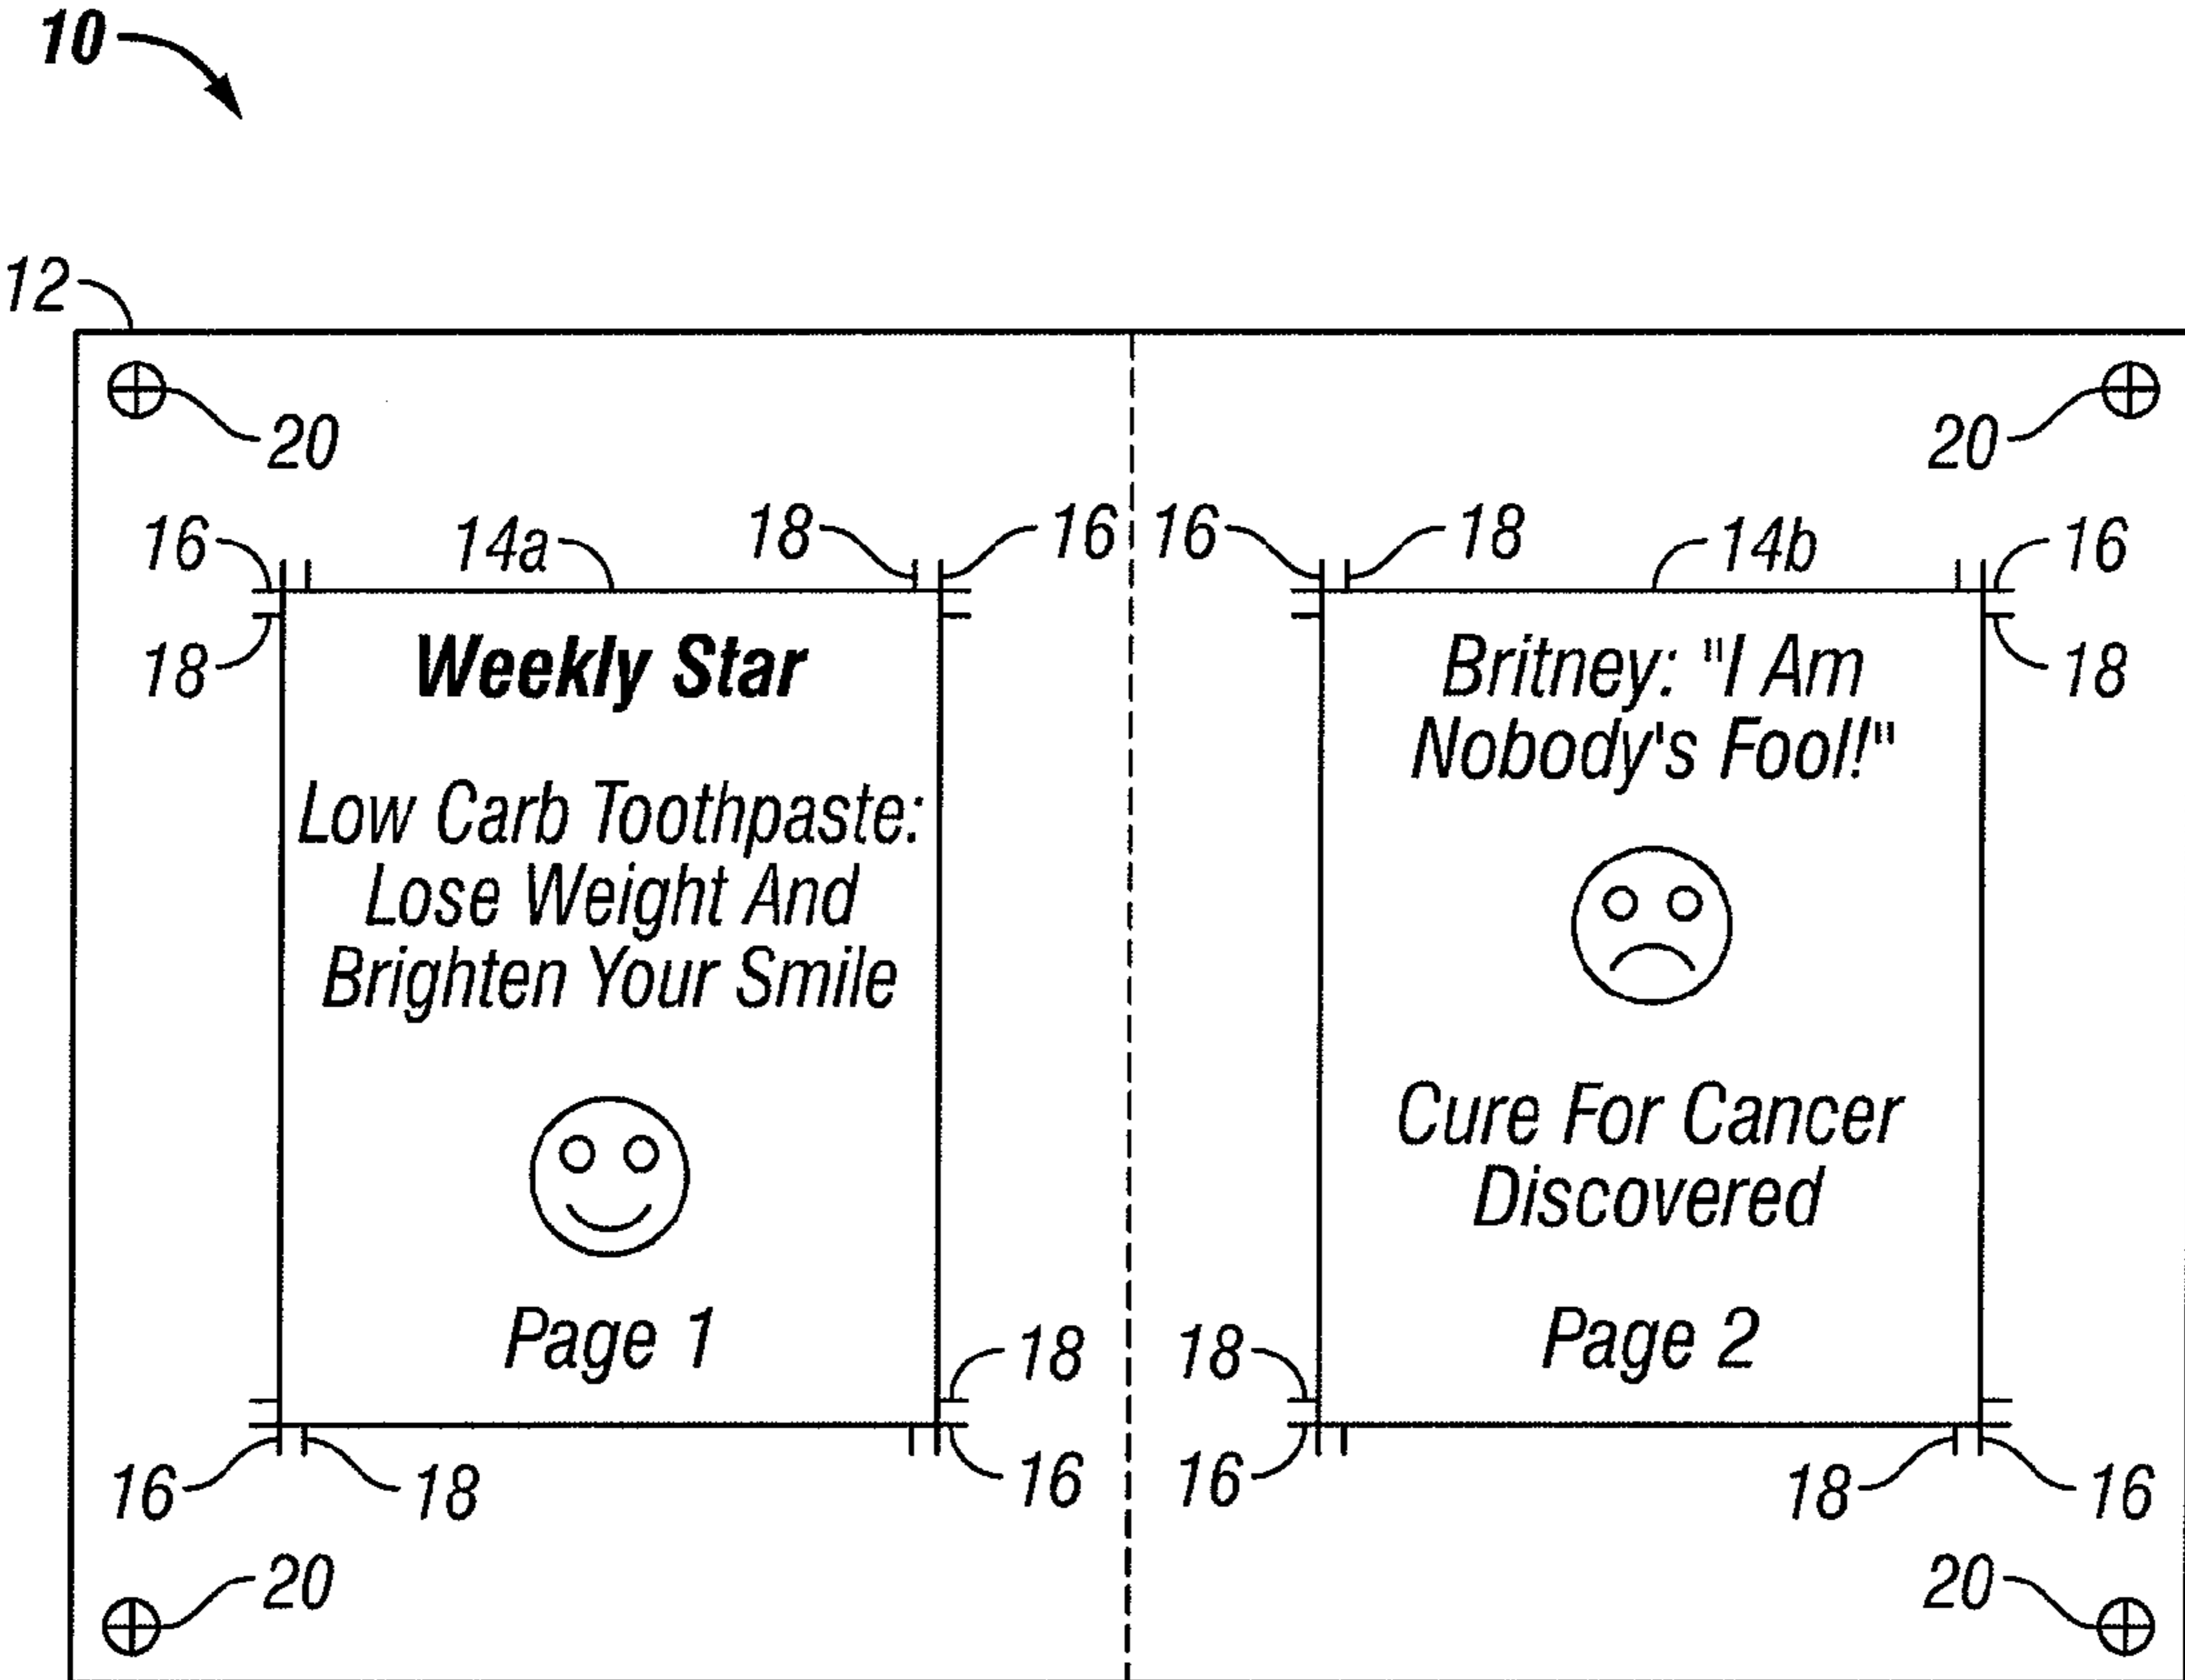 10
12
20
20
16
14a
18
16
16
18
14b
16
18
18
Weekly Star
Low Carb Toothpaste:
Lose Weight And
Brighten Your Smile
Page 1
Britney: "I Am
Nobody's Fool!"
Cure For Cancer
Discovered
Page 2
18
18
16
18
16
16
18
16
20
20